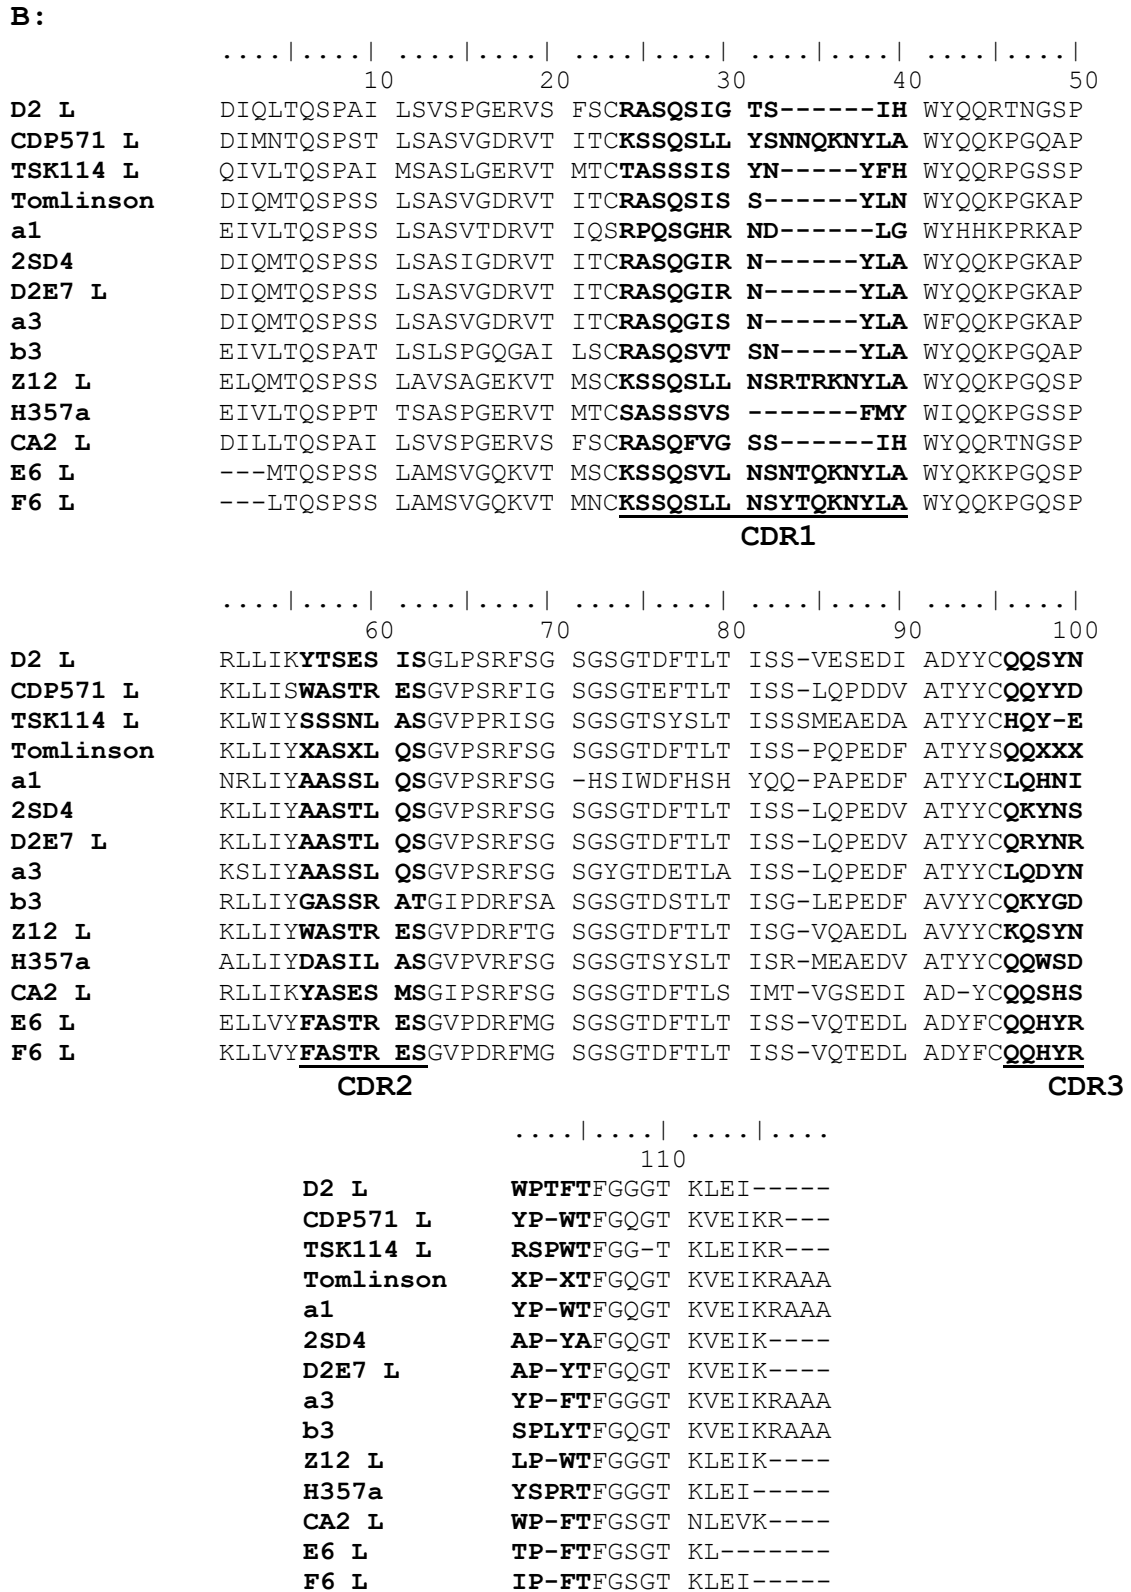 B:
....|....| ....|....| ....|....| ....|....| ....|....|
10 20 30 40 50
D2 L DIQLTQSPAI LSVSPGERVS FSCRASQSIG TS------IH WYQQRTNGSP
CDP571 L DIMNTQSPST LSASVGDRVT ITCKSSQSLL YSNNQKNYLA WYQQKPGQAP
TSK114 L QIVLTQSPAI MSASLGERVT MTCTASSSIS YN-----YFH WYQQRPGSSP
Tomlinson DIQMTQSPSS LSASVGDRVT ITCRASQSIS S------YLN WYQQKPGKAP
a1 EIVLTQSPSS LSASVTDRVT IQSRPQSGHR ND------LG WYHHKPRKAP
2SD4 DIQMTQSPSS LSASIGDRVT ITCRASQGIR N------YLA WYQQKPGKAP
D2E7 L DIQMTQSPSS LSASVGDRVT ITCRASQGIR N------YLA WYQQKPGKAP
a3 DIQMTQSPSS LSASVGDRVT ITCRASQGIS N------YLA WFQQKPGKAP
b3 EIVLTQSPAT LSLSPGQGAI LSCRASQSVT SN-----YLA WYQQKPGQAP
Z12 L ELQMTQSPSS LAVSAGEKVT MSCKSSQSLL NSRTRKNYLA WYQQKPGQSP
H357a EIVLTQSPPT TSASPGERVT MTCSASSSVS -------FMY WIQQKPGSSP
CA2 L DILLTQSPAI LSVSPGERVS FSCRASQFVG SS------IH WYQQRTNGSP
E6 L ---MTQSPSS LAMSVGQKVT MSCKSSQSVL NSNTQKNYLA WYQKKPGQSP
F6 L ---LTQSPSS LAMSVGQKVT MNCKSSQSLL NSYTQKNYLA WYQQKPGQSP
CDR1
....|....| ....|....| ....|....| ....|....| ....|....|
60 70 80 90 100
D2 L RLLIKYTSES ISGLPSRFSG SGSGTDFTLT ISS-VESEDI ADYYCQQSYN
CDP571 L KLLISWASTR ESGVPSRFIG SGSGTEFTLT ISS-LQPDDV ATYYCQQYYD
TSK114 L KLWIYSSSNL ASGVPPRISG SGSGTSYSLT ISSSMEAEDA ATYYCHQY-E
Tomlinson KLLIYXASXL QSGVPSRFSG SGSGTDFTLT ISS-PQPEDF ATYYSQQXXX
a1 NRLIYAASSL QSGVPSRFSG -HSIWDFHSH YQQ-PAPEDF ATYYCLQHNI
2SD4 KLLIYAASTL QSGVPSRFSG SGSGTDFTLT ISS-LQPEDV ATYYCQKYNS
D2E7 L KLLIYAASTL QSGVPSRFSG SGSGTDFTLT ISS-LQPEDV ATYYCQRYNR
a3 KSLIYAASSL QSGVPSRFSG SGYGTDETLA ISS-LQPEDF ATYYCLQDYN
b3 RLLIYGASSR ATGIPDRFSA SGSGTDSTLT ISG-LEPEDF AVYYCQKYGD
Z12 L KLLIYWASTR ESGVPDRFTG SGSGTDFTLT ISG-VQAEDL AVYYCKQSYN
H357a ALLIYDASIL ASGVPVRFSG SGSGTSYSLT ISR-MEAEDV ATYYCQQWSD
CA2 L RLLIKYASES MSGIPSRFSG SGSGTDFTLS IMT-VGSEDI AD-YCQQSHS
E6 L ELLVYFASTR ESGVPDRFMG SGSGTDFTLT ISS-VQTEDL ADYFCQQHYR
F6 L KLLVYFASTR ESGVPDRFMG SGSGTDFTLT ISS-VQTEDL ADYFCQQHYR
CDR2 CDR3
....|....| ....|....
110
D2 L WPTFTFGGGT KLEI-----
CDP571 L YP-WTFGQGT KVEIKR---
TSK114 L RSPWTFGG-T KLEIKR---
Tomlinson XP-XTFGQGT KVEIKRAAA
a1 YP-WTFGQGT KVEIKRAAA
2SD4 AP-YAFGQGT KVEIK----
D2E7 L AP-YTFGQGT KVEIK----
a3 YP-FTFGGGT KVEIKRAAA
b3 SPLYTFGQGT KVEIKRAAA
Z12 L LP-WTFGGGT KLEIK----
H357a YSPRTFGGGT KLEI-----
CA2 L WP-FTFGSGT NLEVK----
E6 L TP-FTFGSGT KL-------
F6 L IP-FTFGSGT KLEI-----